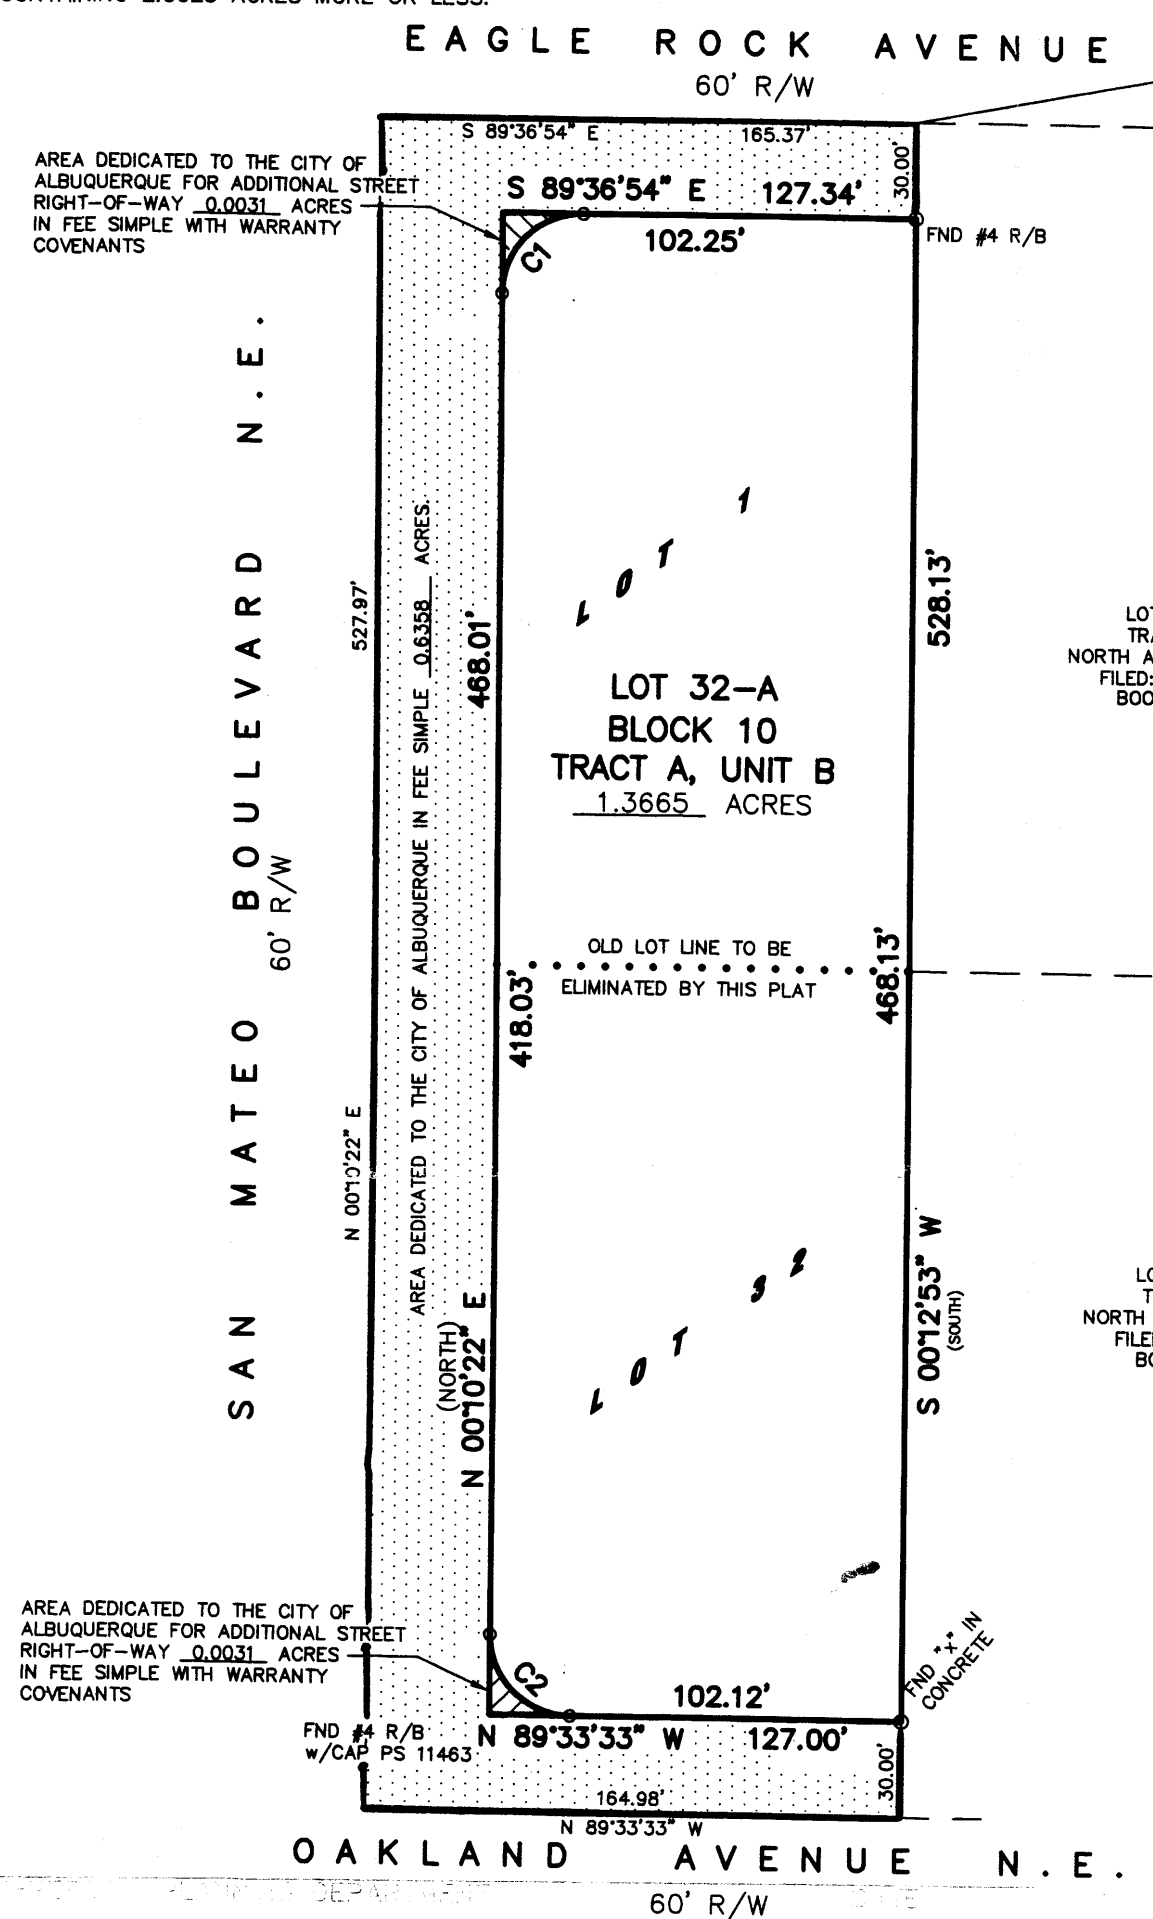 ACRES MORE OR LESS.
EAGLE ROCK AVENUE
60' R/W
S 89°36'54" E
165.37'
30.00'
AREA DEDICATED TO THE CITY OF
ALBUQUERQUE FOR ADDITIONAL STREET
RIGHT-OF-WAY 0.0031 ACRES
IN FEE SIMPLE WITH WARRANTY
COVENANTS
S 89°36'54" E 127.34'
102.25'
FND #4 R/B
C1
SAN MATEO BOULEVARD N.E.
60' R/W
527.97'
N 00°10'22" E
AREA DEDICATED TO THE CITY OF ALBUQUERQUE IN FEE SIMPLE 0.6358 ACRES.
468.01'
LOT 1
528.13'
LOT 32-A
BLOCK 10
TRACT A, UNIT B
1.3665 ACRES
NORTH A
FILED:
OLD LOT LINE TO BE
ELIMINATED BY THIS PLAT
418.03'
468.13'
N 00°10'22" E
(NORTH)
LOT 32
S 00°12'53" W
(SOUTH)
NORTH
AREA DEDICATED TO THE CITY OF
ALBUQUERQUE FOR ADDITIONAL STREET
RIGHT-OF-WAY 0.0031 ACRES
IN FEE SIMPLE WITH WARRANTY
COVENANTS
C2
102.12'
FND "X" IN
CONCRETE
FND #4 R/B
w/CAP PS 11463
N 89°33'33" W 127.00'
30.00'
164.98'
N 89°33'33" W
OAKLAND AVENUE N.E.
60' R/W